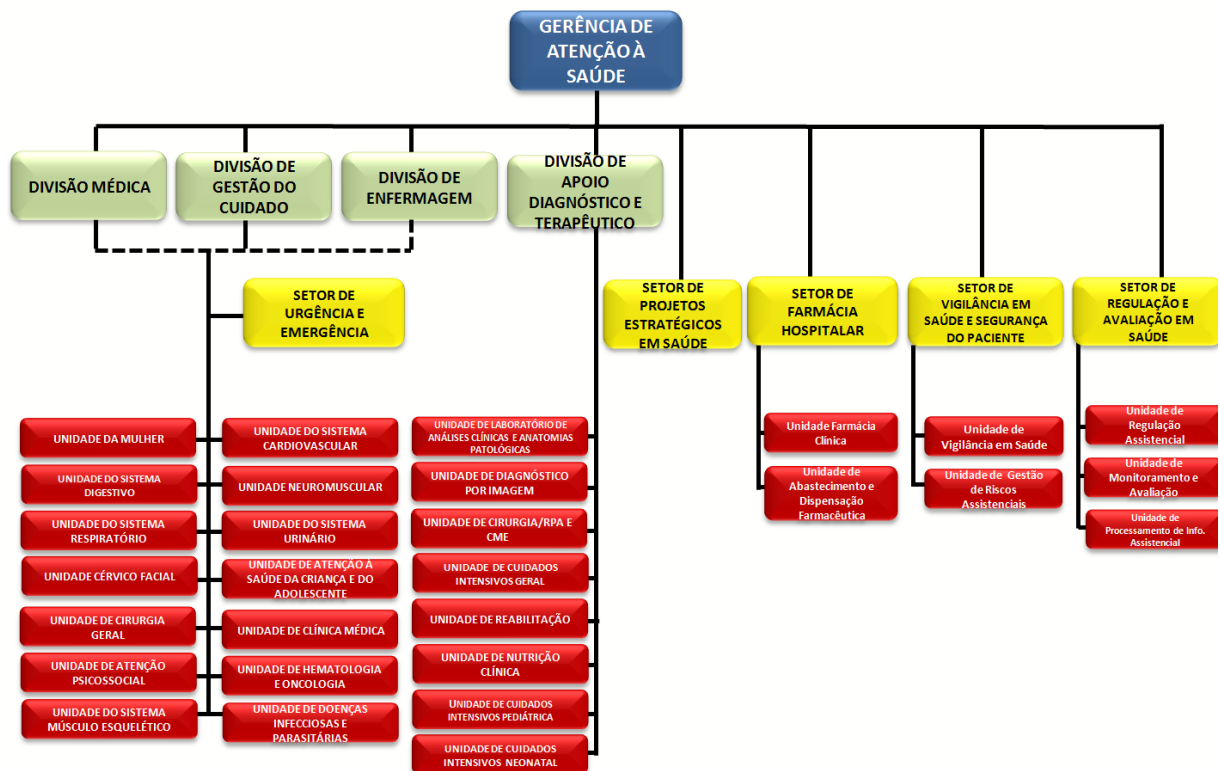 GERÊNCIA DE
ATENÇÃO À
SAÚDE
DIVISÃO MÉDICA
DIVISÃO DE
GESTÃO DO
CUIDADO
DIVISÃO DE
ENFERMAGEM
DIVISÃO DE
APOIO
DIAGNÓSTICO E
TERAPÊUTICO
SETOR DE
URGÊNCIA E
EMERGÊNCIA
SETOR DE
PROJETOS
ESTRATÉGICOS
EM SAÚDE
SETOR DE
FARMÁCIA
HOSPITALAR
SETOR DE
VIGILÂNCIA EM
SAÚDE E SEGURANÇA
DO PACIENTE
SETOR DE
REGULAÇÃO E
AVALIAÇÃO EM
SAÚDE
UNIDADE DA MULHER
UNIDADE DO SISTEMA
DIGESTIVO
UNIDADE DO SISTEMA
RESPIRATÓRIO
UNIDADE CÉRVICO FACIAL
UNIDADE DE CIRURGIA
GERAL
UNIDADE DE ATENÇÃO
PSICOSSOCIAL
UNIDADE DO SISTEMA
MÚSCULO ESQUELÉTICO
UNIDADE DO SISTEMA
CARDIOVASCULAR
UNIDADE NEUROMUSCULAR
UNIDADE DO SISTEMA
URINÁRIO
UNIDADE DE ATENÇÃO À
SAÚDE DA CRIANÇA E DO
ADOLESCENTE
UNIDADE DE CLÍNICA MÉDICA
UNIDADE DE HEMATOLOGIA
E ONCOLOGIA
UNIDADE DE DOENÇAS
INFECCIOSAS E
PARASITÁRIAS
UNIDADE DE LABORATÓRIO DE
ANÁLISES CLÍNICAS E ANATOMIAS
PATOLÓGICAS
UNIDADE DE DIAGNÓSTICO
POR IMAGEM
UNIDADE DE CIRURGIA/RPA E
CME
UNIDADE DE CUIDADOS
INTENSIVOS GERAL
UNIDADE DE REABILITAÇÃO
UNIDADE DE NUTRIÇÃO
CLÍNICA
UNIDADE DE CUIDADOS
INTENSIVOS PEDIÁTRICA
UNIDADE DE CUIDADOS
INTENSIVOS NEONATAL
Unidade Farmácia
Clínica
Unidade de
Abastecimento e
Dispensação
Farmacêutica
Unidade de
Vigilância em Saúde
Unidade de Gestão
de Riscos
Assistenciais
Unidade de
Regulação
Assistencial
Unidade de
Monitoramento e
Avaliação
Unidade de
Processamento de Info.
Assistencial